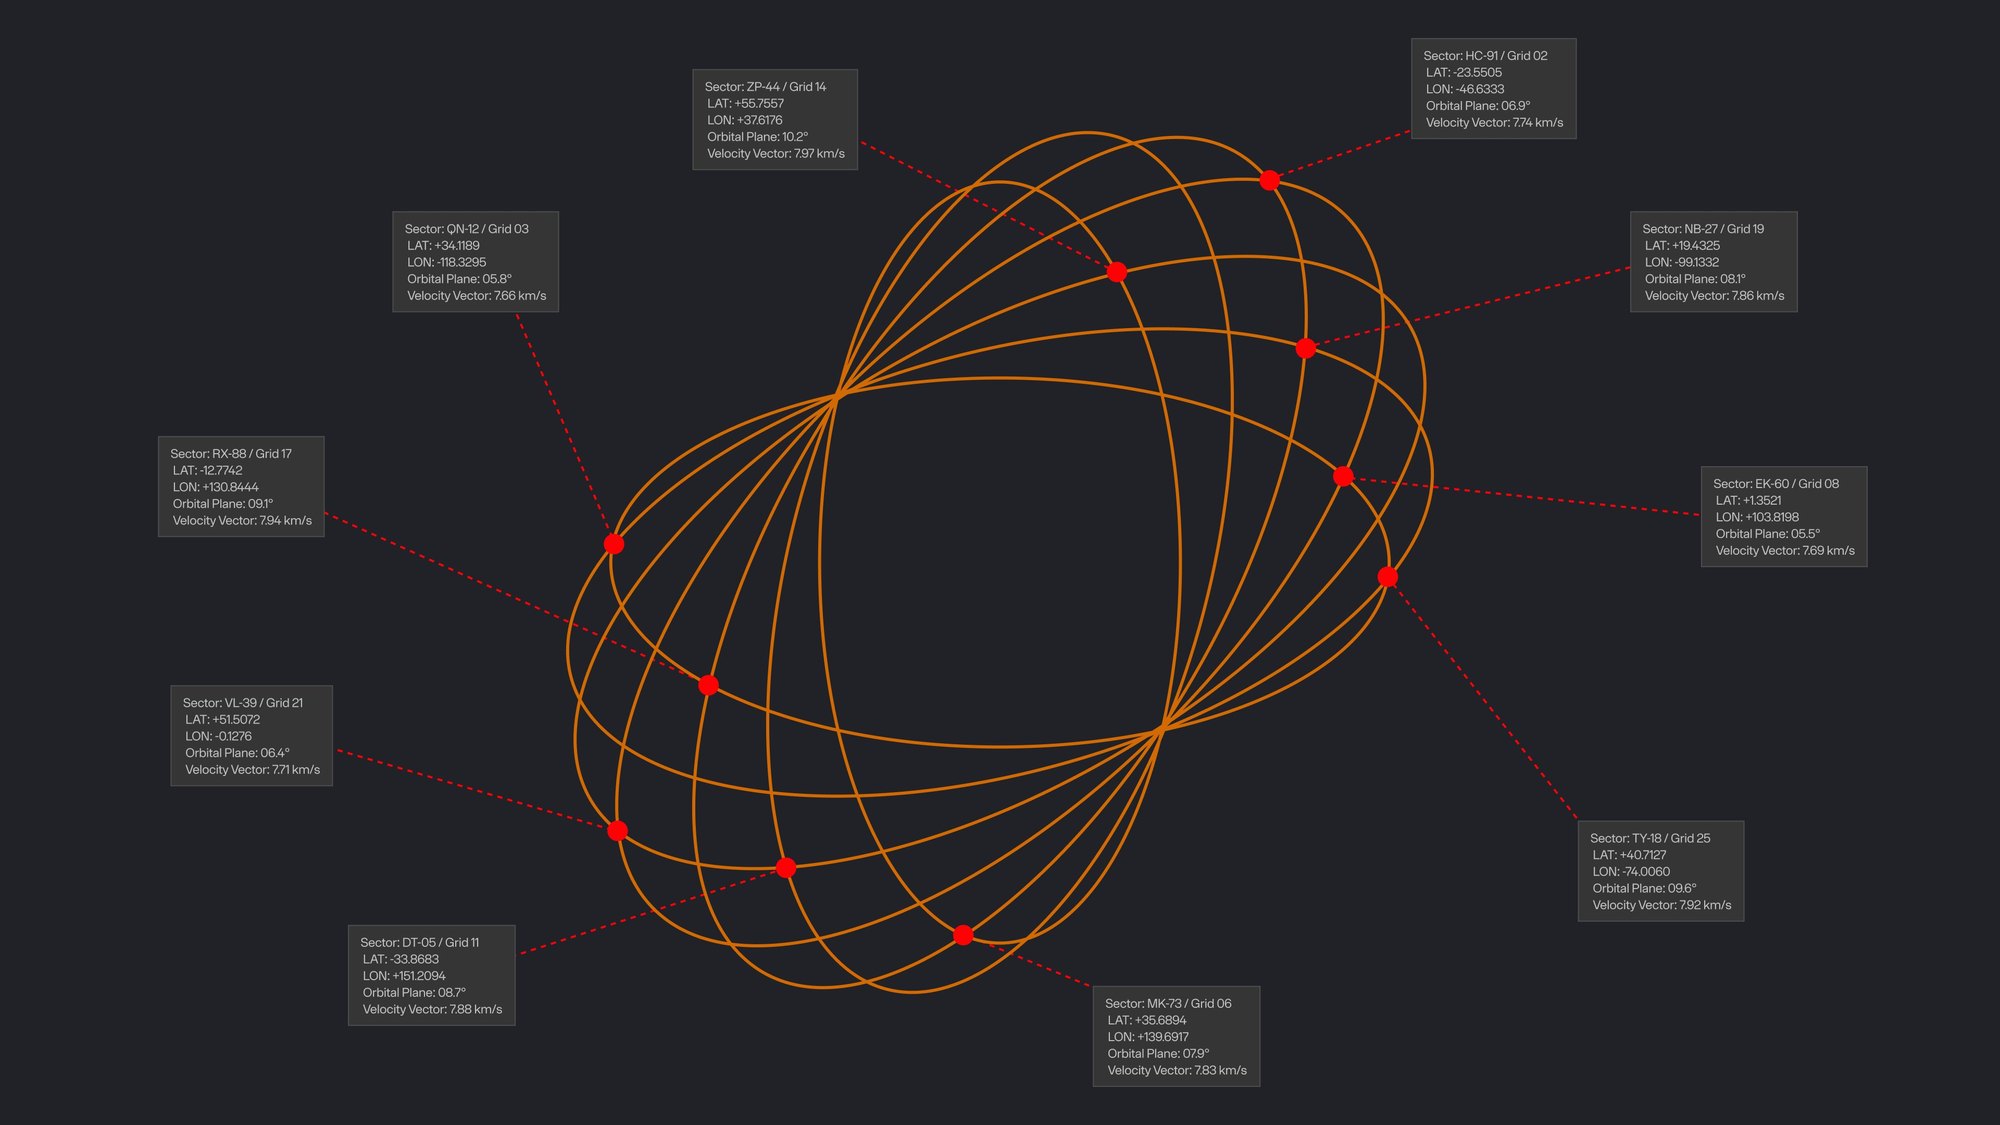 Sector: HC-91 / Grid 02
LAT: -23.5505
LON: -46.6333
Orbital Plane: 06.9°
Velocity Vector: 7.74 km/s
Sector: ZP-44 / Grid 14
LAT: +55.7557
LON: +37.6176
Orbital Plane: 10.2°
Velocity Vector: 7.97 km/s
Sector: QN-12 / Grid 03
LAT: +34.1189
LON: -118.3295
Orbital Plane: 05.8°
Velocity Vector: 7.66 km/s
Sector: NB-27 / Grid 19
LAT: +19.4325
LON: -99.1332
Orbital Plane: 08.1°
Velocity Vector: 7.86 km/s
Sector: RX-88 / Grid 17
LAT: -12.7742
LON: +130.8444
Orbital Plane: 09.1°
Velocity Vector: 7.94 km/s
Sector: EK-60 / Grid 08
LAT: +1.3521
LON: +103.8198
Orbital Plane: 05.5°
Velocity Vector: 7.69 km/s
Sector: VL-39 / Grid 21
LAT: +51.5072
LON: -0.1276
Orbital Plane: 06.4°
Velocity Vector: 7.71 km/s
Sector: TY-18 / Grid 25
LAT: +40.7127
LON: -74.0060
Orbital Plane: 09.6°
Velocity Vector: 7.92 km/s
Sector: DT-05 / Grid 11
LAT: -33.8683
LON: +151.2094
Orbital Plane: 08.7°
Velocity Vector: 7.88 km/s
Sector: MK-73 / Grid 06
LAT: +35.6894
LON: +139.6917
Orbital Plane: 07.9°
Velocity Vector: 7.83 km/s